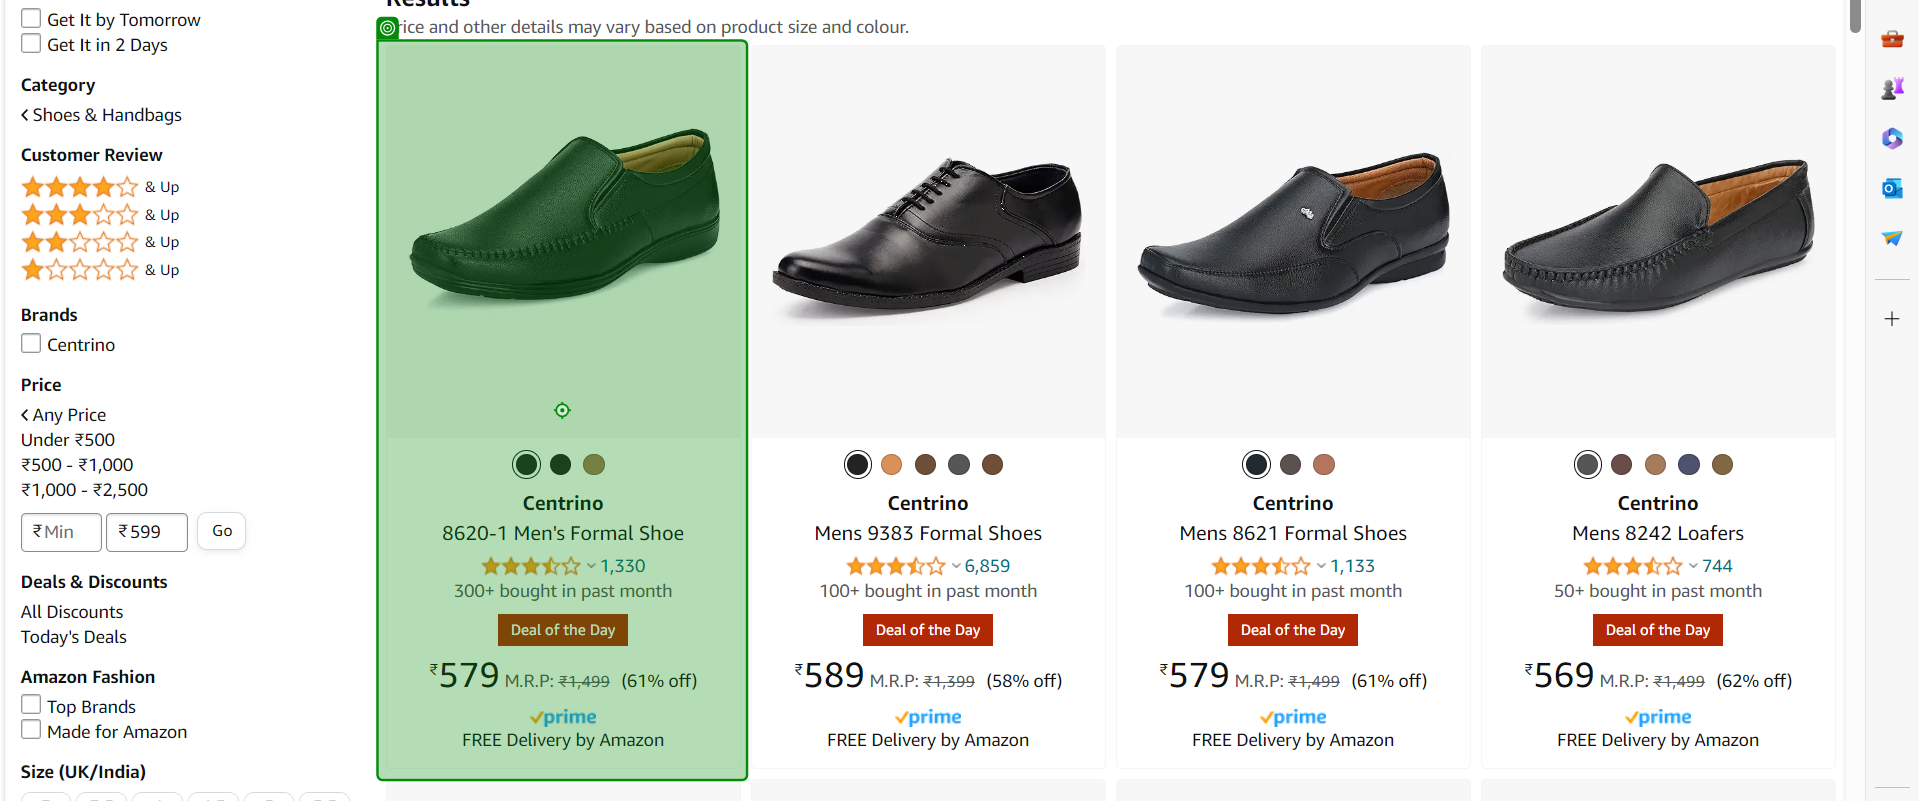 Get It by Tomorrow
Get It in 2 Days
Category
Shoes & Handbags
Customer Review
& Up
& Up
& Up
& Up
Brands
Centrino
Price
Any Price
Under ₹500
₹500 - ₹1,000
₹1,000 - ₹2,500
₹ Min ₹ 599 Go
Deals & Discounts
All Discounts
Today's Deals
Amazon Fashion
Top Brands
Made for Amazon
Size (UK/India)
Results
rice and other details may vary based on product size and colour.
Centrino
8620-1 Men's Formal Shoe
1,330
300+ bought in past month
Deal of the Day
₹579 M.R.P: ₹1,499 (61% off)
prime
FREE Delivery by Amazon
Centrino
Mens 9383 Formal Shoes
6,859
100+ bought in past month
Deal of the Day
₹589 M.R.P: ₹1,399 (58% off)
prime
FREE Delivery by Amazon
Centrino
Mens 8621 Formal Shoes
1,133
100+ bought in past month
Deal of the Day
₹579 M.R.P: ₹1,499 (61% off)
prime
FREE Delivery by Amazon
Centrino
Mens 8242 Loafers
744
50+ bought in past month
Deal of the Day
₹569 M.R.P: ₹1,499 (62% off)
prime
FREE Delivery by Amazon